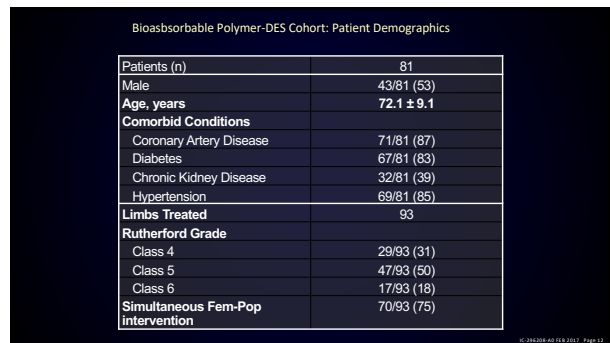 Bioasbsorbable Polymer-DES Cohort: Patient Demographics
Patients (n) 81
Male 43/81 (53)
Age, years 72.1 ± 9.1
Comorbid Conditions
Coronary Artery Disease 71/81 (87)
Diabetes 67/81 (83)
Chronic Kidney Disease 32/81 (39)
Hypertension 69/81 (85)
Limbs Treated 93
Rutherford Grade
Class 4 29/93 (31)
Class 5 47/93 (50)
Class 6 17/93 (18)
Simultaneous Fem-Pop 70/93 (75)
intervention
IC-296208-A0 FEB 2017 Page 12